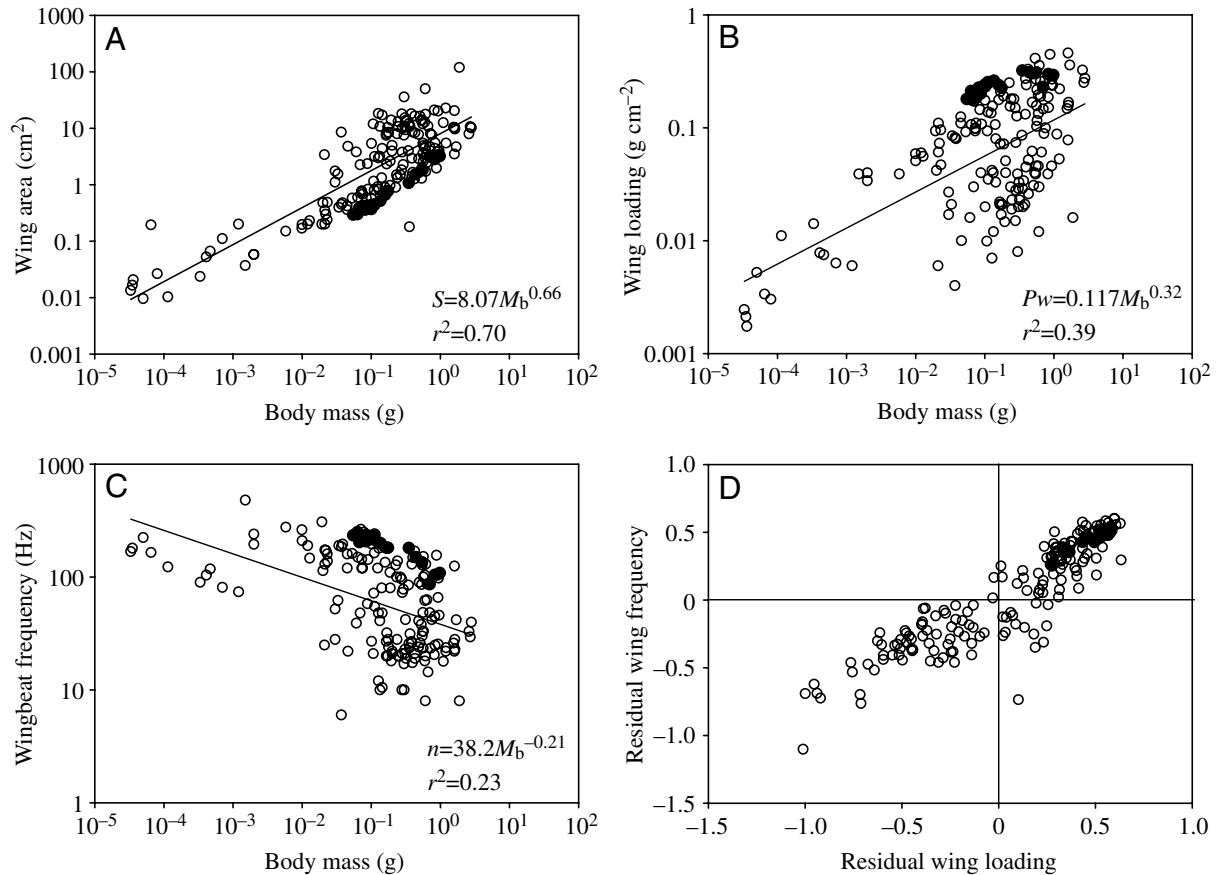 A
Wing area (cm²)
1000
100
10
1
0.1
0.01
0.001
S=8.07M_b^0.66
r²=0.70
10⁻⁵ 10⁻⁴ 10⁻³ 10⁻² 10⁻¹ 10⁰ 10¹ 10²
Body mass (g)
B
Wing loading (g cm⁻²)
1
0.1
0.01
0.001
Pw=0.117M_b^0.32
r²=0.39
10⁻⁵ 10⁻⁴ 10⁻³ 10⁻² 10⁻¹ 10⁰ 10¹ 10²
Body mass (g)
C
Wingbeat frequency (Hz)
1000
100
10
1
n=38.2M_b^–0.21
r²=0.23
10⁻⁵ 10⁻⁴ 10⁻³ 10⁻² 10⁻¹ 10⁰ 10¹ 10²
Body mass (g)
D
Residual wing frequency
1.0
0.5
0
–0.5
–1.0
–1.5
–1.5 –1.0 –0.5 0 0.5 1.0
Residual wing loading